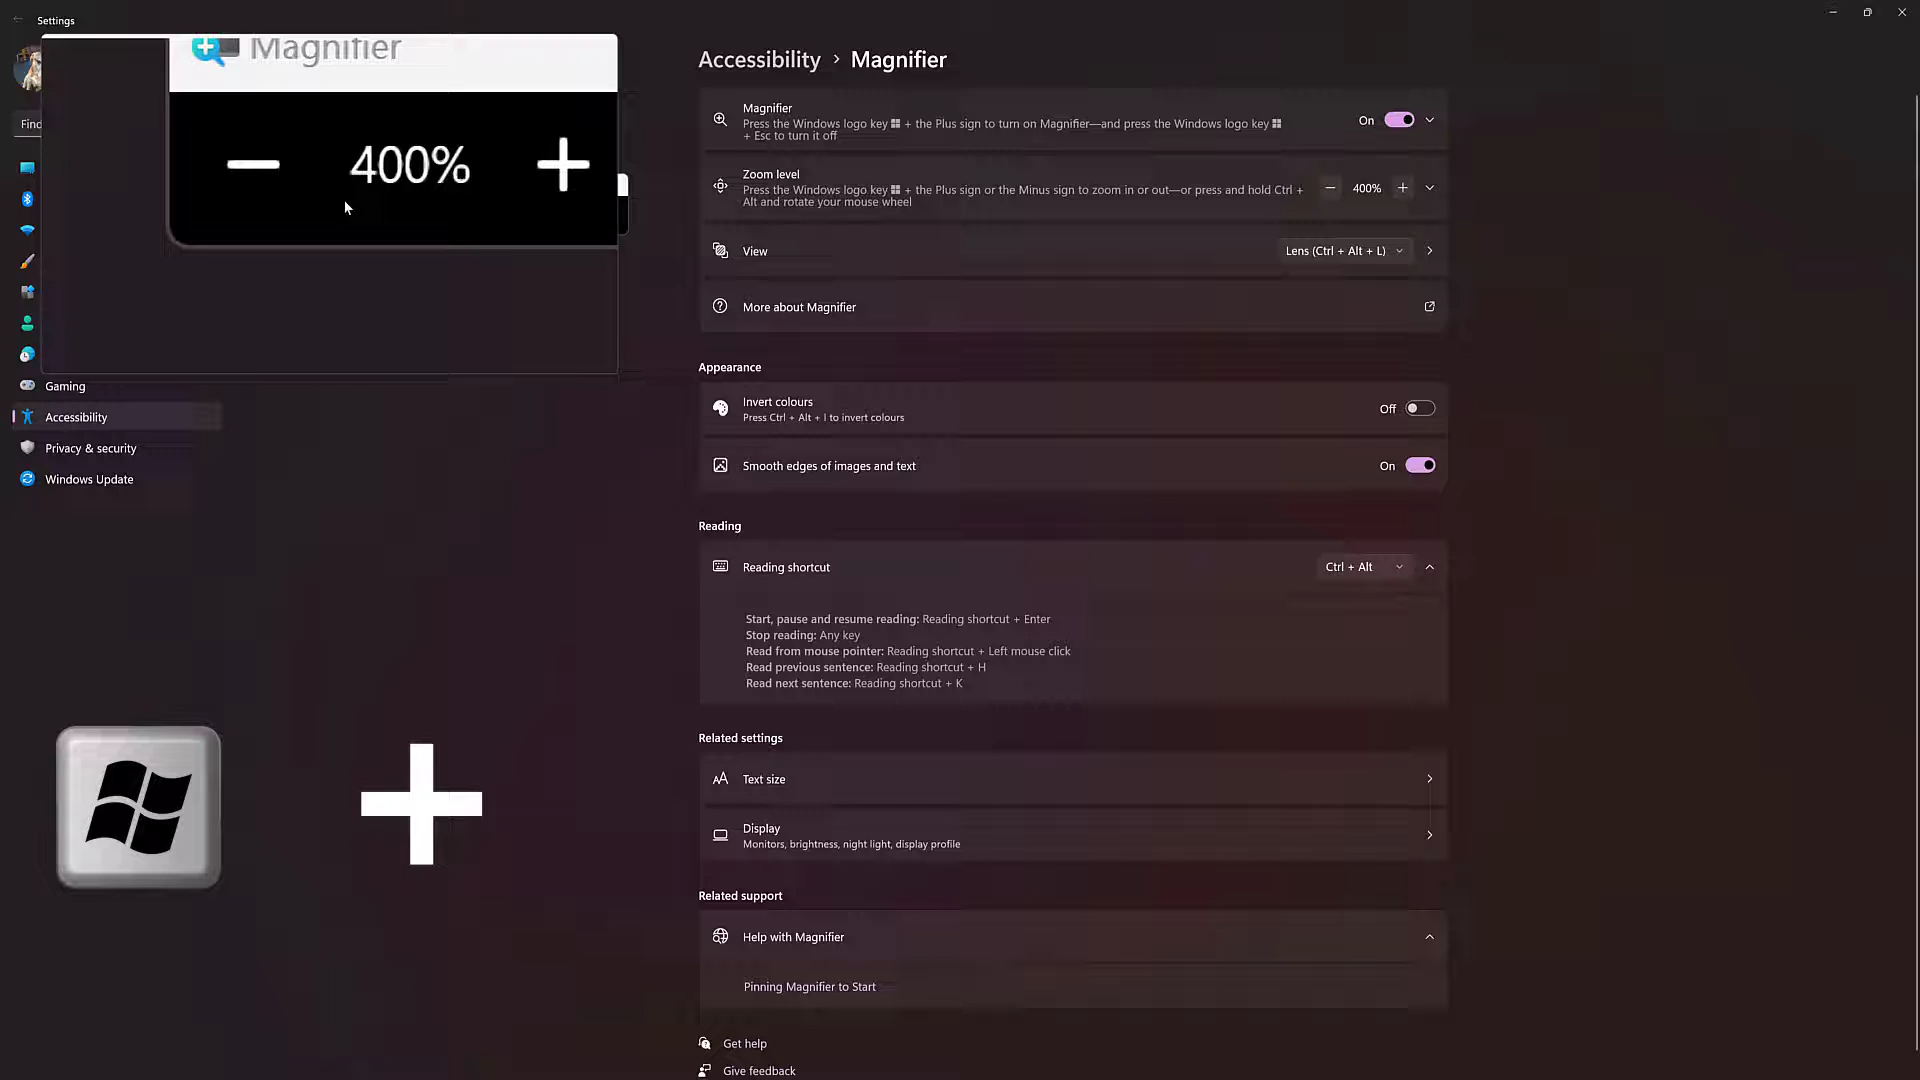 Settings
Magnifier
400%
Find
Gaming
Accessibility
Privacy & security
Windows Update
Accessibility > Magnifier
Magnifier
Press the Windows logo key + the Plus sign to turn on Magnifier—and press the Windows logo key
+ Esc to turn it off
On
Zoom level
Press the Windows logo key + the Plus sign or the Minus sign to zoom in or out—or press and hold Ctrl +
Alt and rotate your mouse wheel
400%
View
Lens (Ctrl + Alt + L)
More about Magnifier
Appearance
Invert colours
Press Ctrl + Alt + I to invert colours
Off
Smooth edges of images and text
On
Reading
Reading shortcut
Ctrl + Alt
Start, pause and resume reading: Reading shortcut + Enter
Stop reading: Any key
Read from mouse pointer: Reading shortcut + Left mouse click
Read previous sentence: Reading shortcut + H
Read next sentence: Reading shortcut + K
Related settings
Text size
Display
Monitors, brightness, night light, display profile
Related support
Help with Magnifier
Pinning Magnifier to Start
Get help
Give feedback